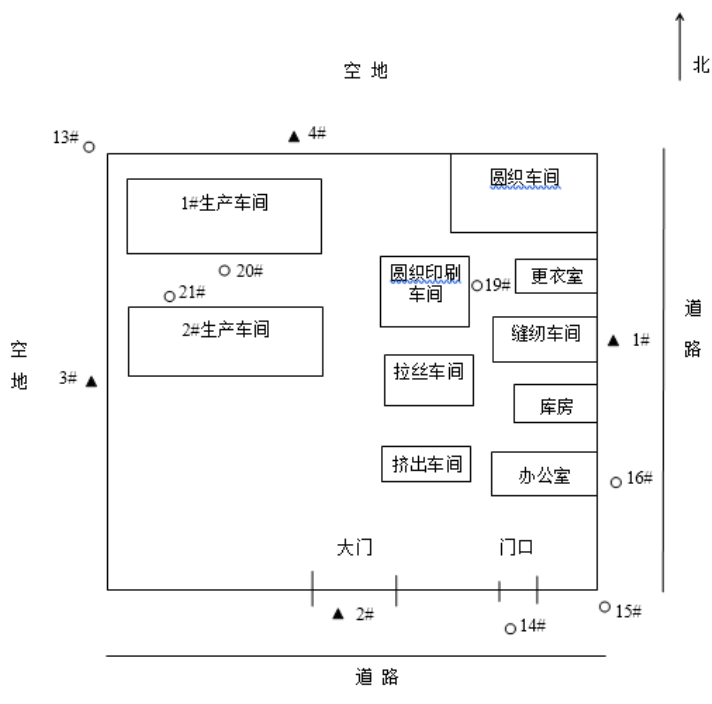 北
空 地
13#
4#
圆织车间
1#生产车间
20#
21#
圆织印刷
车间
19#
更衣室
道
路
2#生产车间
缝纫车间
1#
空
地
3#
拉丝车间
库房
挤出车间
办公室
16#
大门
门口
2#
14#
15#
道 路